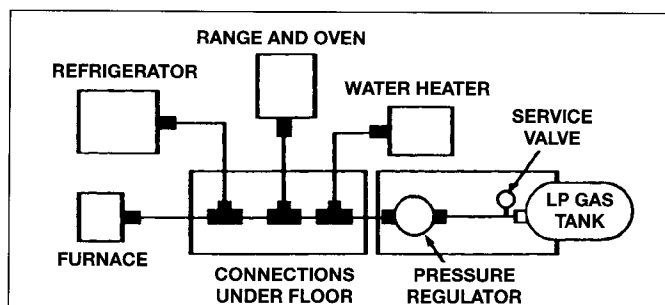 RANGE AND OVEN
REFRIGERATOR
WATER HEATER
SERVICE
VALVE
LP GAS
TANK
FURNACE
CONNECTIONS
UNDER FLOOR
PRESSURE
REGULATOR